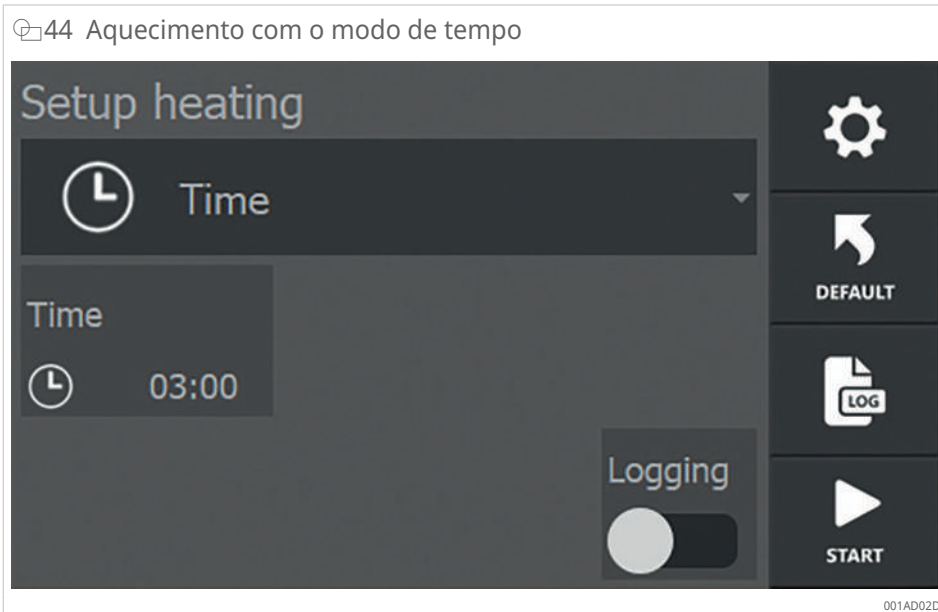 44 Aquecimento com o modo de tempo
Setup heating
Time
Time
03:00
Logging
DEFAULT
LOG
START
001AD02D